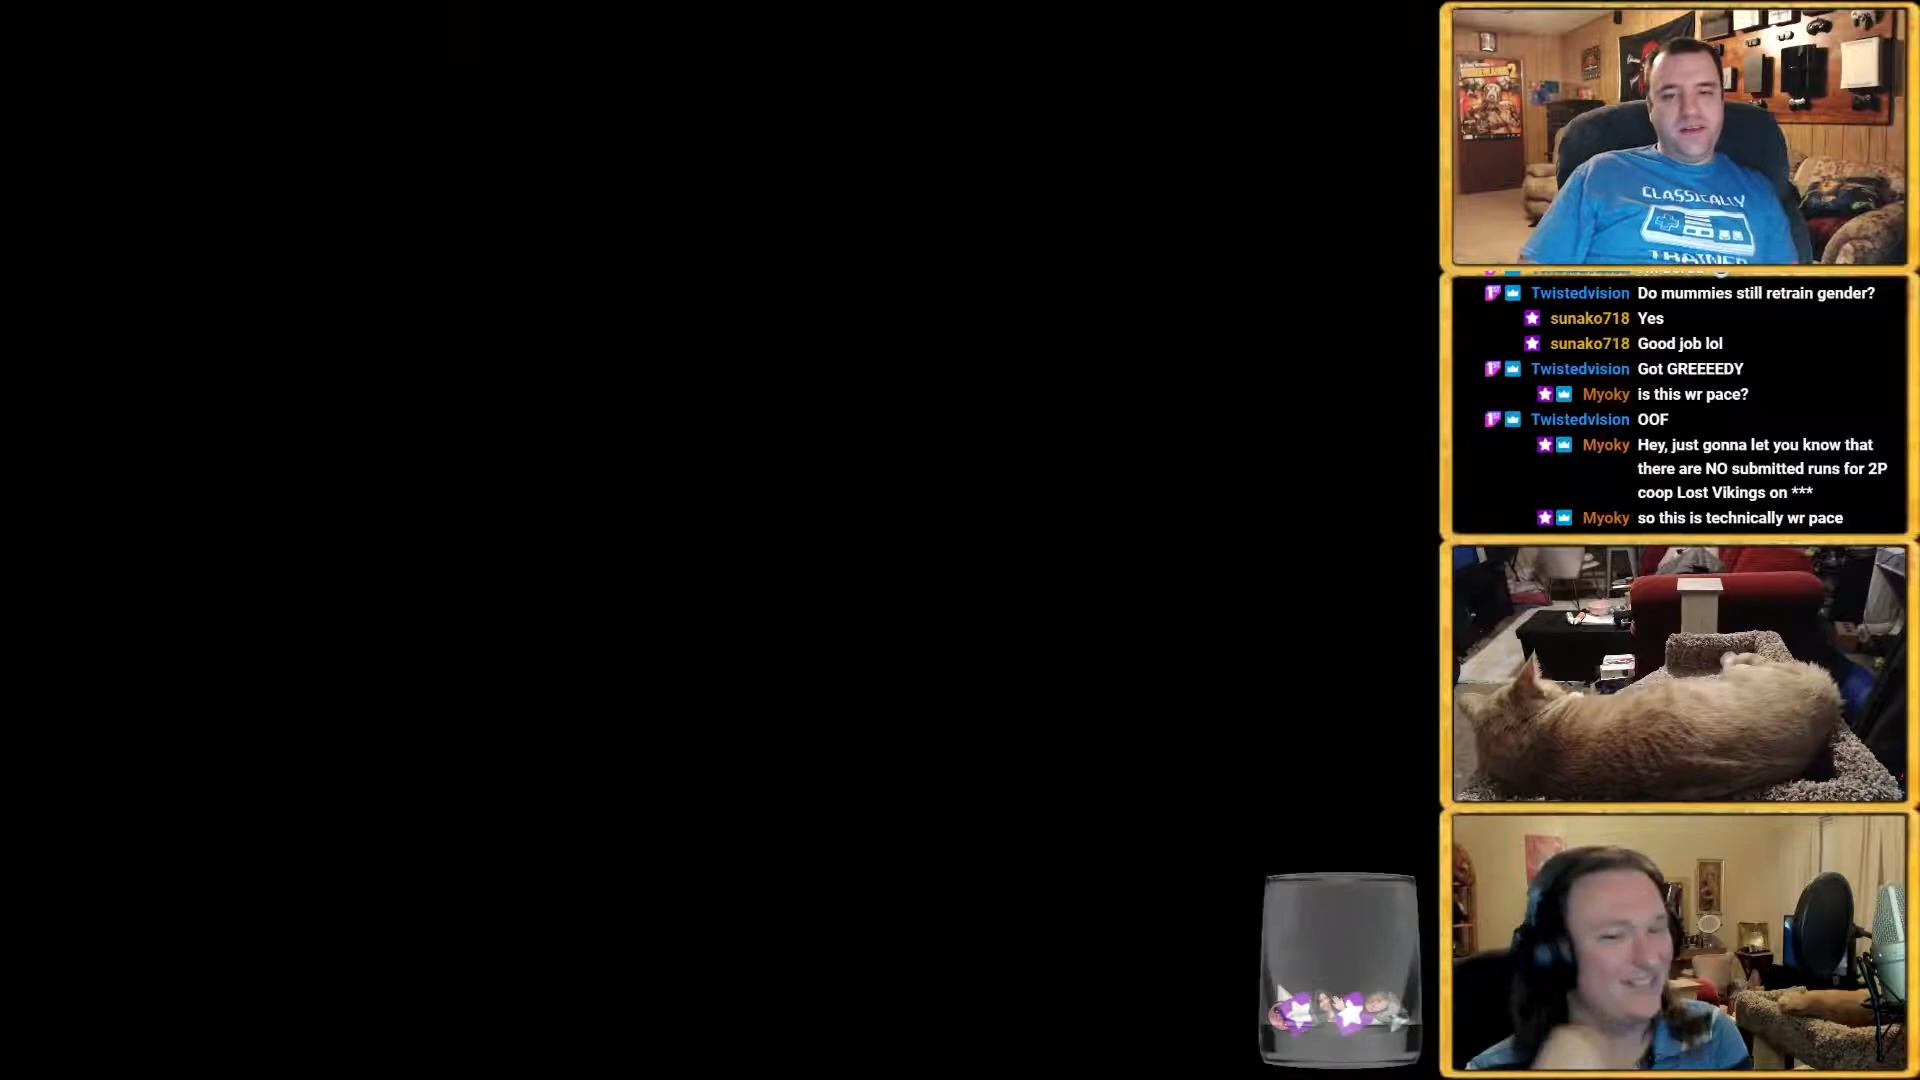 CLASSICALLY
TRAINED
Twistedvision Do mummies still retrain gender?
sunako718 Yes
sunako718 Good job lol
Twistedvision Got GREEEEDY
Myoky is this wr pace?
Twistedvision OOF
Myoky Hey, just gonna let you know that
there are NO submitted runs for 2P
coop Lost Vikings on ***
Myoky so this is technically wr pace